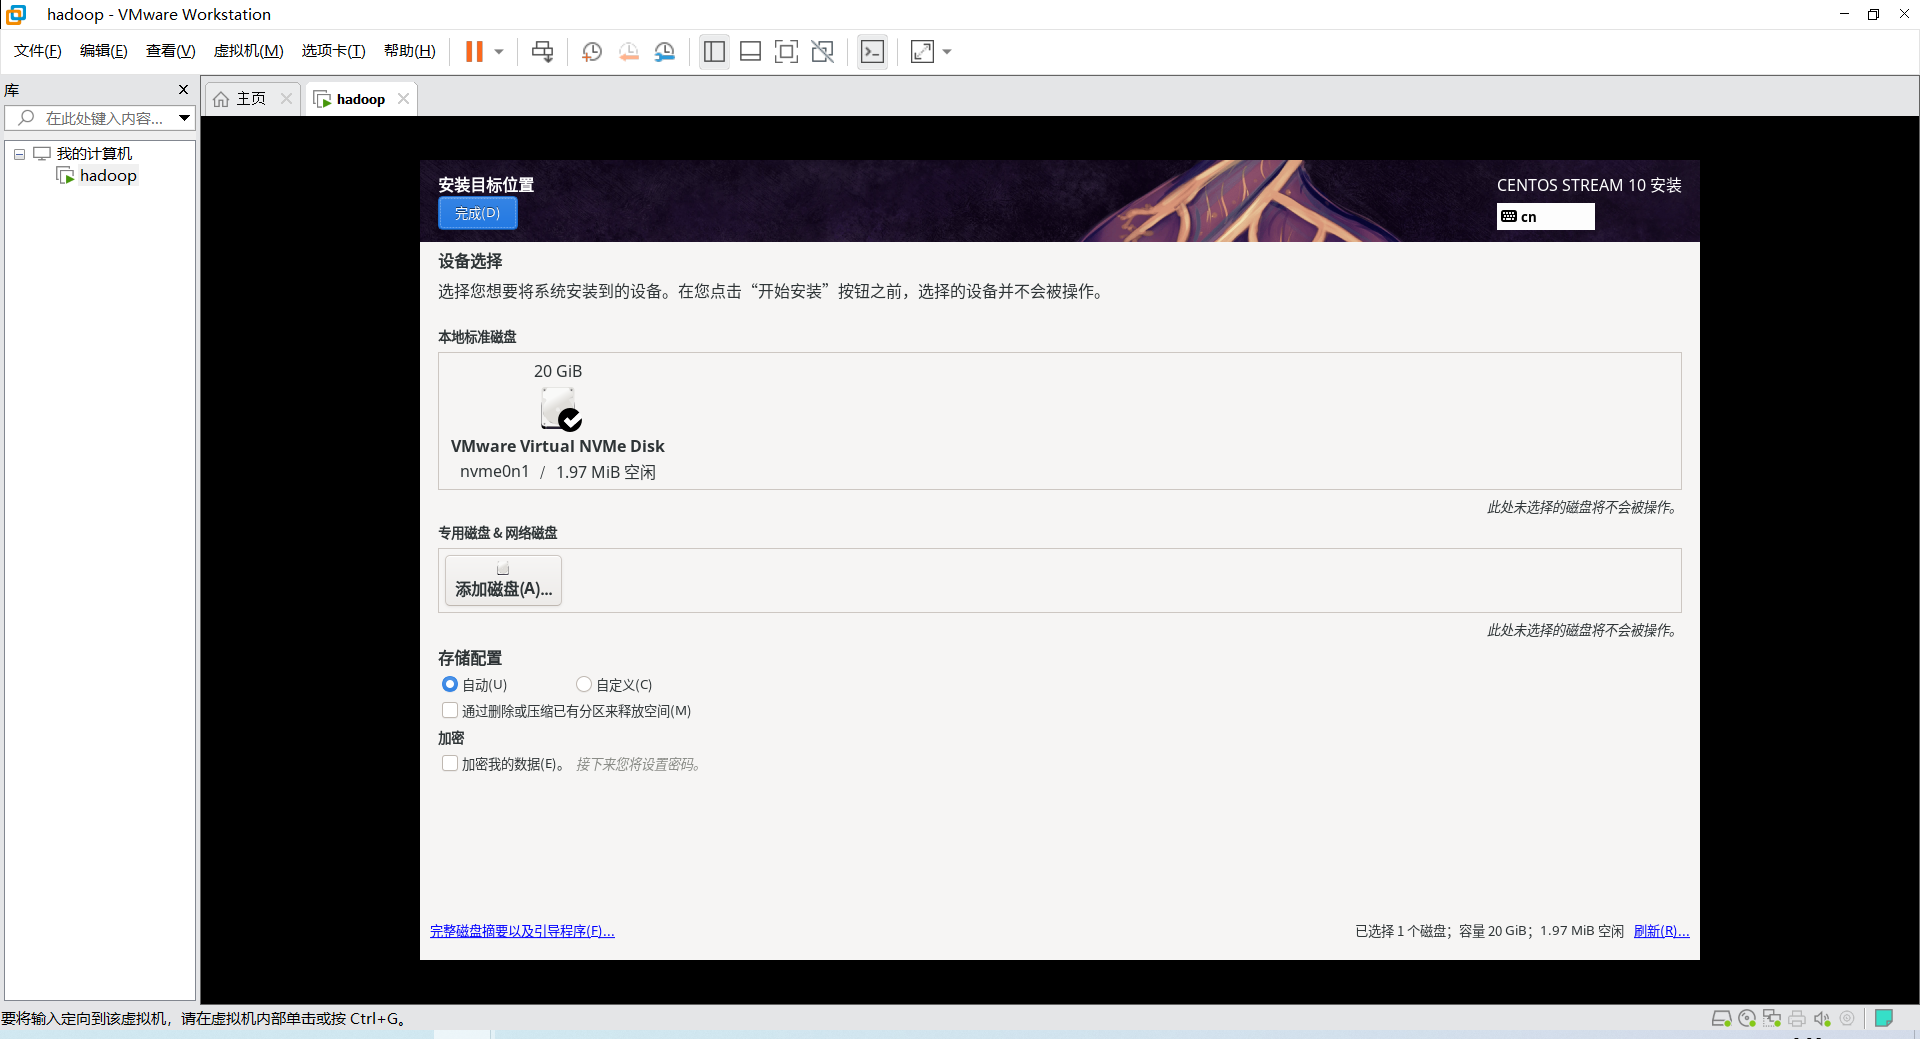 hadoop - VMware Workstation
文件(F) 编辑(E) 查看(V) 虚拟机(M) 选项卡(T) 帮助(H)
库
在此处键入内容...
我的计算机
hadoop
主页
hadoop
安装目标位置
完成(D)
CENTOS STREAM 10 安装
cn
设备选择
选择您想要将系统安装到的设备。在您点击“开始安装”按钮之前，选择的设备并不会被操作。
本地标准磁盘
20 GiB
VMware Virtual NVMe Disk
nvme0n1 / 1.97 MiB 空闲
此处未选择的磁盘将不会被操作。
专用磁盘 & 网络磁盘
添加磁盘(A)...
此处未选择的磁盘将不会被操作。
存储配置
自动(U) 自定义(C)
通过删除或压缩已有分区来释放空间(M)
加密
加密我的数据(E)。 接下来您将设置密码。
完整磁盘摘要以及引导程序(F)...
已选择 1 个磁盘；容量 20 GiB；1.97 MiB 空闲 刷新(R)...
要将输入定向到该虚拟机，请在虚拟机内部单击或按 Ctrl+G。